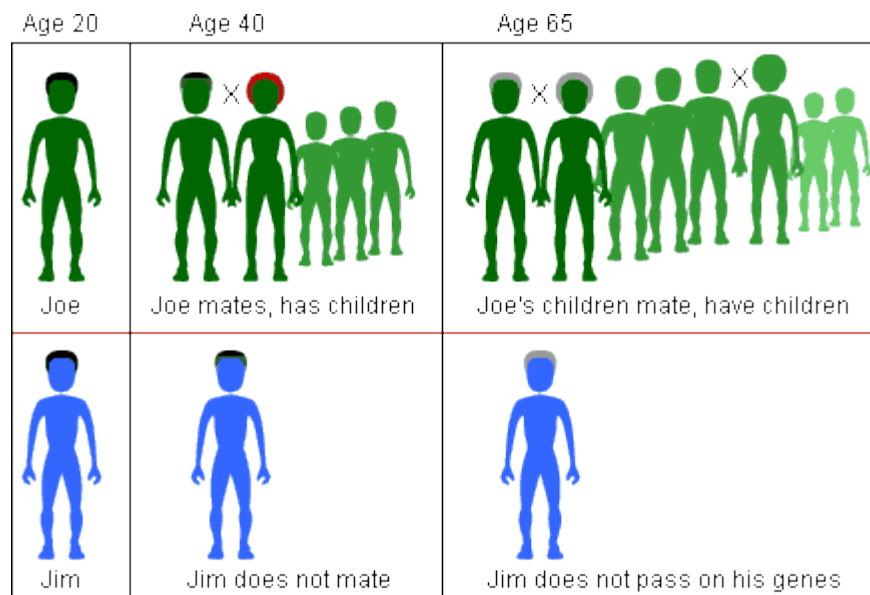 Age 20 Age 40 Age 65
X X X
Joe Joe mates, has children Joe's children mate, have children
Jim Jim does not mate Jim does not pass on his genes